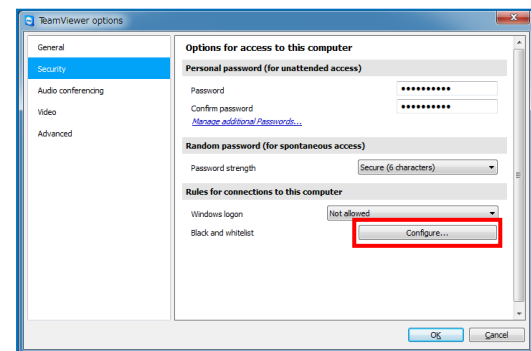 TeamViewer options
General
Security
Audio conferencing
Video
Advanced
Options for access to this computer
Personal password (for unattended access)
Password
Confirm password
Manage additional Passwords...
Random password (for spontaneous access)
Password strength Secure (6 characters)
Rules for connections to this computer
Windows logon Not allowed
Black and whitelist Configure...
OK Cancel